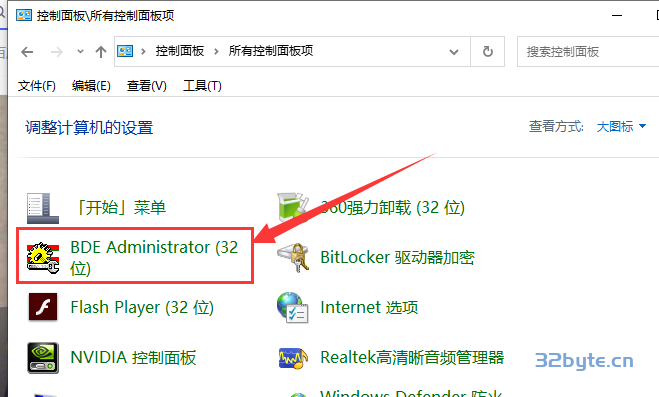 控制面板\所有控制面板项
控制面板 所有控制面板项
搜索控制面板
文件(F) 编辑(E) 查看(V) 工具(T)
调整计算机的设置
查看方式: 大图标
「开始」菜单
360强力卸载 (32 位)
BDE Administrator (32
位)
BitLocker 驱动器加密
Flash Player (32 位)
Internet 选项
NVIDIA 控制面板
Realtek高清晰音频管理器
32byte.cn
Windows Defender 防火